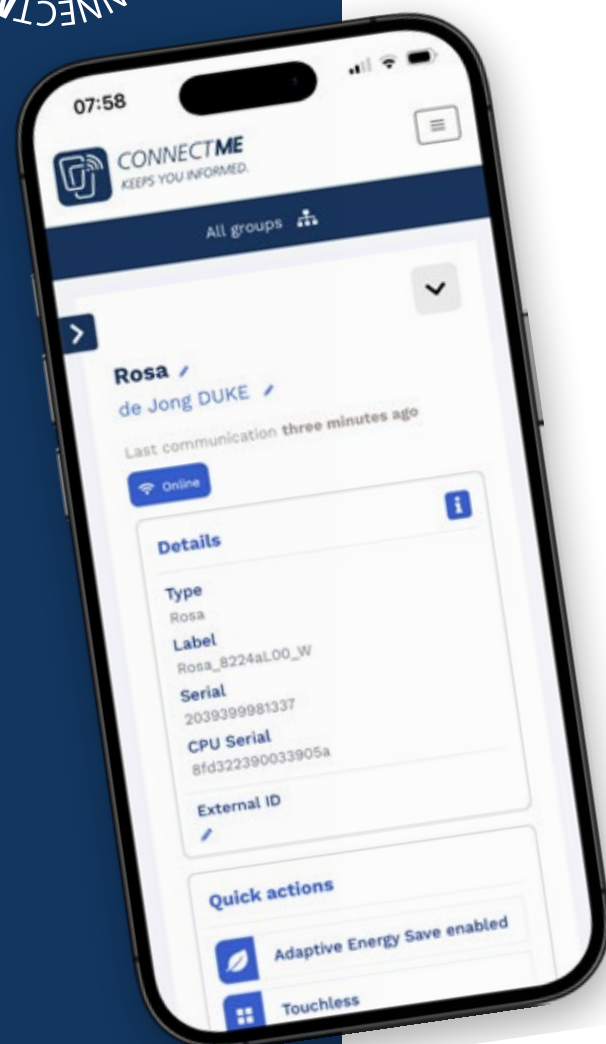 CONNECTM
07:58
CONNECTME
KEEPS YOU INFORMED.
All groups
Rosa
de Jong DUKE
Last communication three minutes ago
Online
Details
Type
Rosa
Label
Rosa_8224aL00_W
Serial
2039399981337
CPU Serial
8fd322390033905a
External ID
Quick actions
Adaptive Energy Save enabled
Touchless